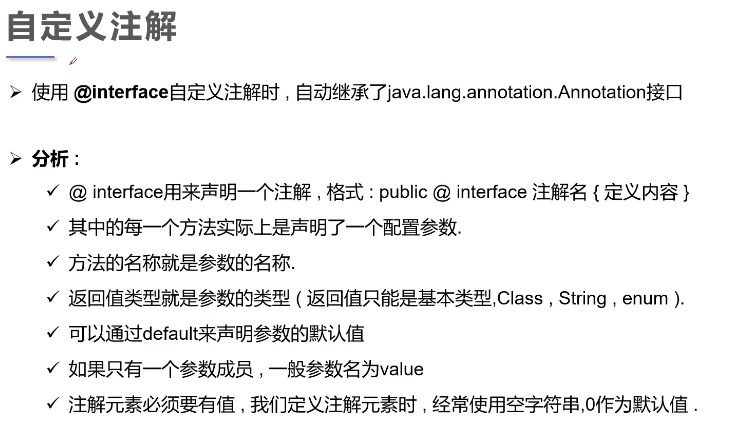 自定义注解
使用 @interface自定义注解时 , 自动继承了java.lang.annotation.Annotation接口
分析 :
@ interface用来声明一个注解 , 格式 : public @ interface 注解名 { 定义内容 }
其中的每一个方法实际上是声明了一个配置参数.
方法的名称就是参数的名称.
返回值类型就是参数的类型 ( 返回值只能是基本类型,Class , String , enum ).
可以通过default来声明参数的默认值
如果只有一个参数成员 , 一般参数名为value
注解元素必须要有值 , 我们定义注解元素时 , 经常使用空字符串,0作为默认值 .